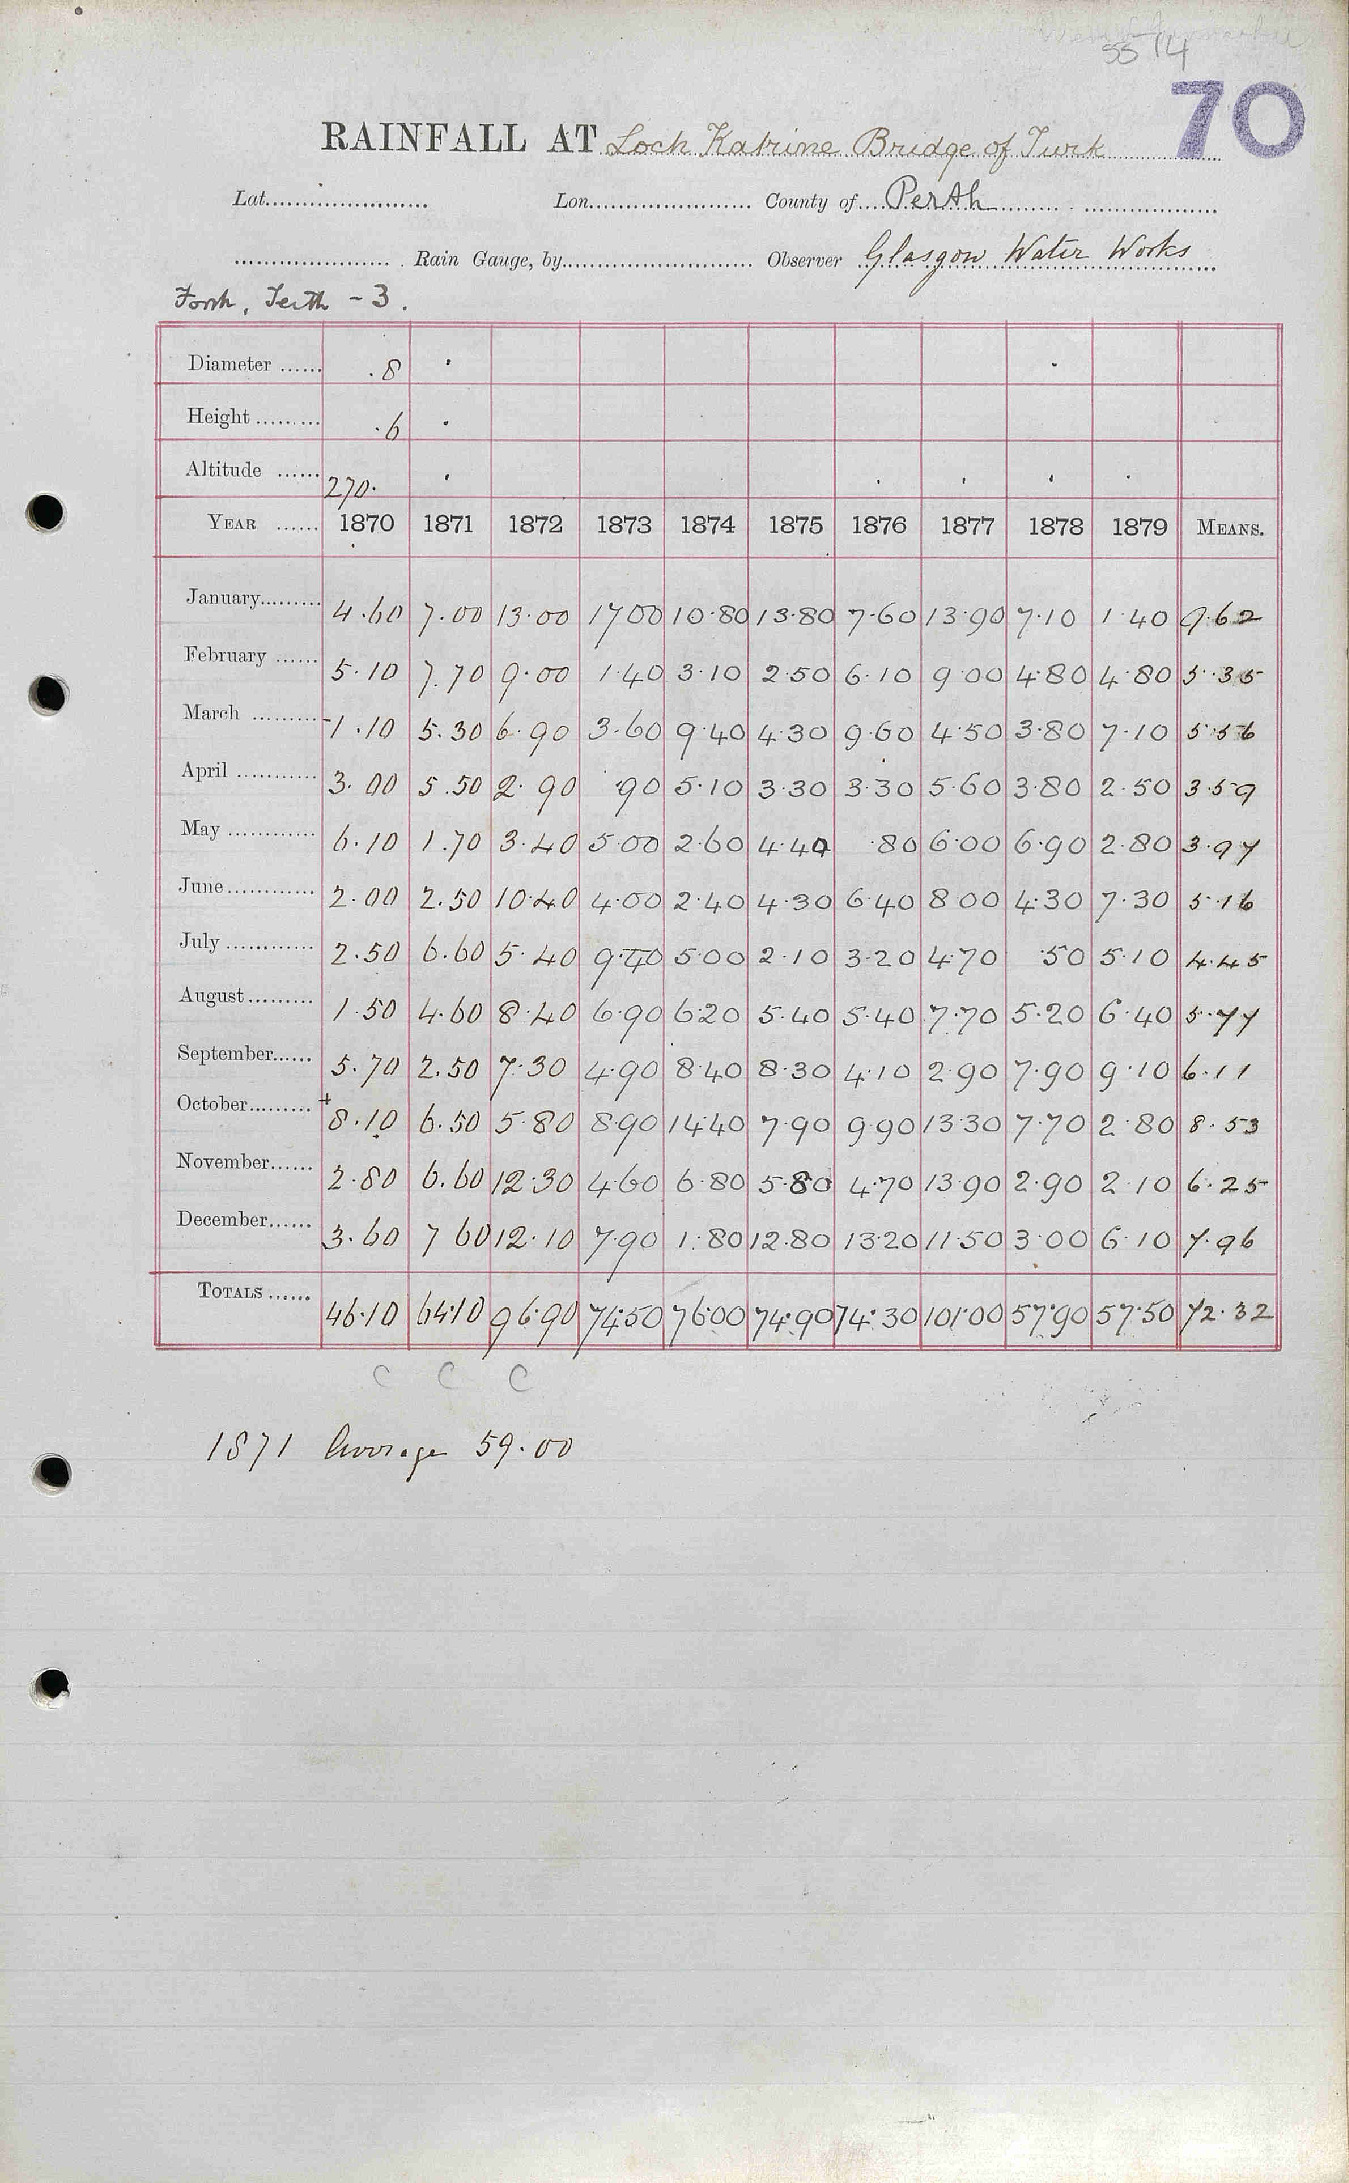 SS 14
70
RAINFALL AT Loch Katrine Bridge of Turk
Lat. Lon. County of Perth
Rain Gauge, by Observer Glasgow Water Works
Forth, Teith - 3.
Diameter ...... .8
Height ......... .6
Altitude ...... 270.
YEAR ...... 1870 1871 1872 1873 1874 1875 1876 1877 1878 1879 MEANS.
January......... 4.60 7.00 13.00 17 00 10.80 13.80 7.60 13.90 7.10 1.40 9.62
February ...... 5.10 7.70 9.00 1.40 3.10 2.50 6.10 9 00 4.80 4.80 5.35
March .......... 1.10 5.30 6.90 3.60 9.40 4.30 9.60 4.50 3.80 7.10 5.56
April ............ 3.00 5.50 2.90 .90 5.10 3.30 3.30 5.60 3.80 2.50 3.59
May ............ 6.10 1.70 3.40 5.00 2.60 4.40 .80 6.00 6.90 2.80 3.97
June............ 2.00 2.50 10.40 4.00 2.40 4.30 6.40 8 00 4.30 7.30 5.16
July ............ 2.50 6.60 5.40 9.40 5.00 2.10 3.20 4.70 .50 5.10 4.45
August......... 1.50 4.60 8.40 6.90 6.20 5.40 5.40 7.70 5.20 6.40 5.77
September...... 5.70 2.50 7.30 4.90 8.40 8.30 4.10 2.90 7.90 9.10 6.11
October......... + 8.10 6.50 5.80 8.90 14.40 7.90 9.90 13.30 7.70 2.80 8.53
November...... 2.80 6.60 12.30 4.60 6.80 5.80 4.70 13.90 2.90 2.10 6.25
December...... 3.60 7 60 12.10 7.90 1.80 12.80 13.20 11.50 3.00 6.10 7.96
TOTALS ...... 46.10 64.10 96.90 74.50 76.00 74.90 74.30 101.00 57.90 57.50 72.32
C C C
1871 Average 59.00